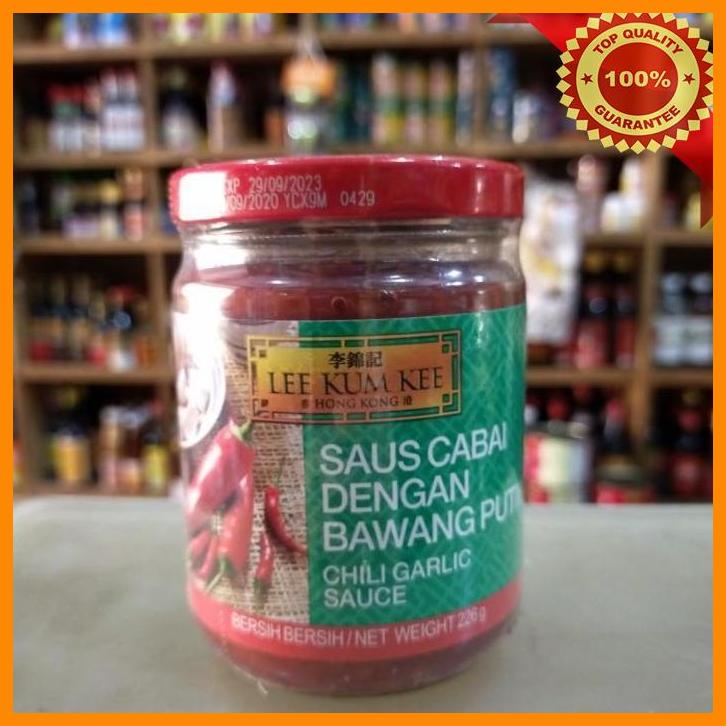 TOP QUALITY
100%
GUARANTEE
EXP 29/09/2023
/09/2020 YCX9M 0429
李錦記
LEE KUM KEE
HONG KONG
SAUS CABAI
DENGAN
BAWANG PUTI
CHILI GARLIC
SAUCE
BERSIH BERSIH / NET WEIGHT 226 g